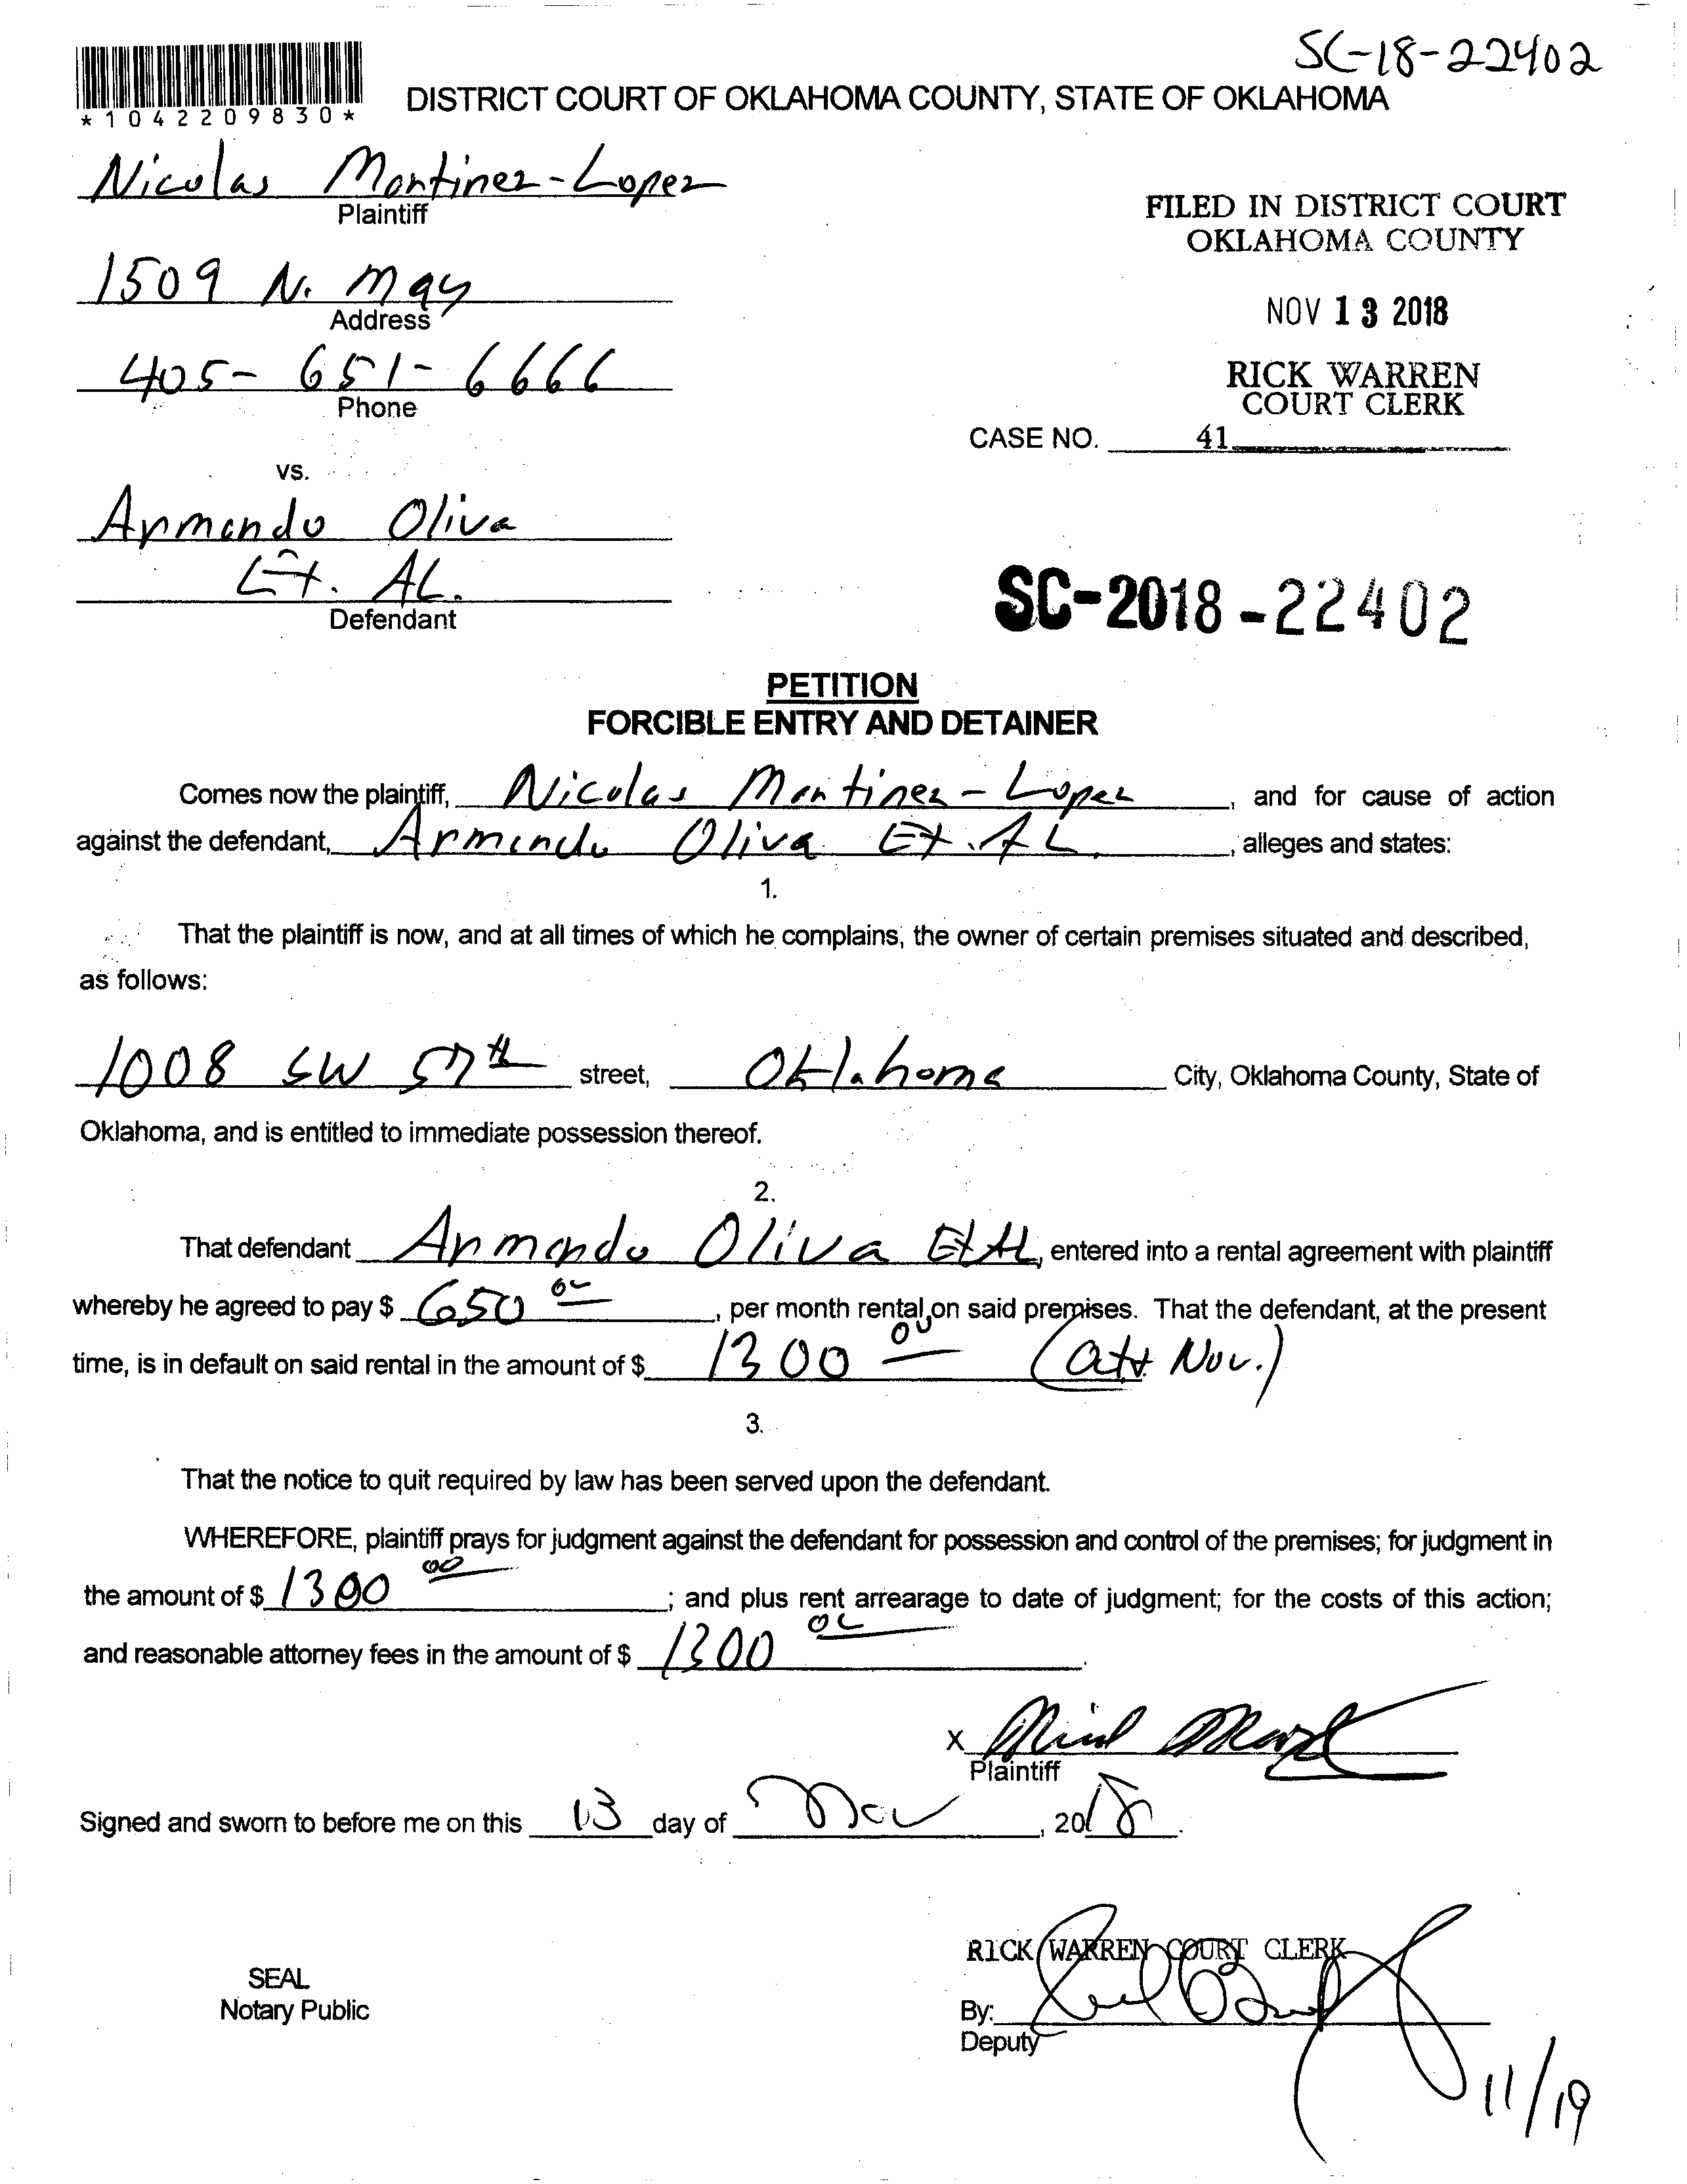 SC-18-22402
*1042209830*
DISTRICT COURT OF OKLAHOMA COUNTY, STATE OF OKLAHOMA
Nicolas Martinez-Lopez
Plaintiff
FILED IN DISTRICT COURT
OKLAHOMA COUNTY
1509 N. May
Address
NOV 13 2018
405-651-6666
Phone
RICK WARREN
COURT CLERK
CASE NO. 41
vs.
Armando Oliva
Et. AL.
Defendant
SC-2018-22402
PETITION
FORCIBLE ENTRY AND DETAINER
Comes now the plaintiff, Nicolas Martinez-Lopez, and for cause of action
against the defendant, Armando Oliva Et. AL., alleges and states:
1.
That the plaintiff is now, and at all times of which he complains, the owner of certain premises situated and described,
as follows:
1008 SW 57th street, Oklahoma City, Oklahoma County, State of
Oklahoma, and is entitled to immediate possession thereof.
2.
That defendant Armando Oliva Et AL, entered into a rental agreement with plaintiff
whereby he agreed to pay $ 650 00, per month rental on said premises. That the defendant, at the present
time, is in default on said rental in the amount of $ 1300 00 (Nov.)
3.
That the notice to quit required by law has been served upon the defendant.
WHEREFORE, plaintiff prays for judgment against the defendant for possession and control of the premises; for judgment in
the amount of $ 1300 00; and plus rent arrearage to date of judgment; for the costs of this action;
and reasonable attorney fees in the amount of $ 1300 00.
X
Plaintiff
Signed and sworn to before me on this 13 day of Nov, 2018.
RICK WARREN COURT CLERK
SEAL
Notary Public
By:
Deputy
11/19